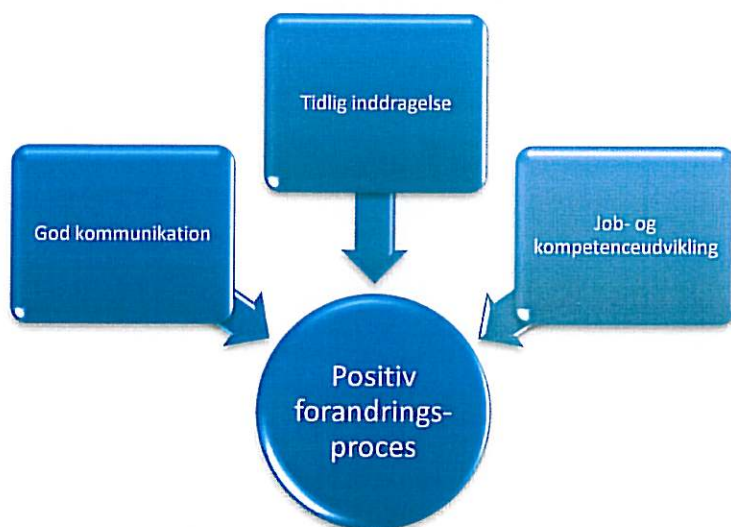 Tidlig inddragelse
God kommunikation
Job- og
kompetenceudvikling
Positiv
forandrings-
proces